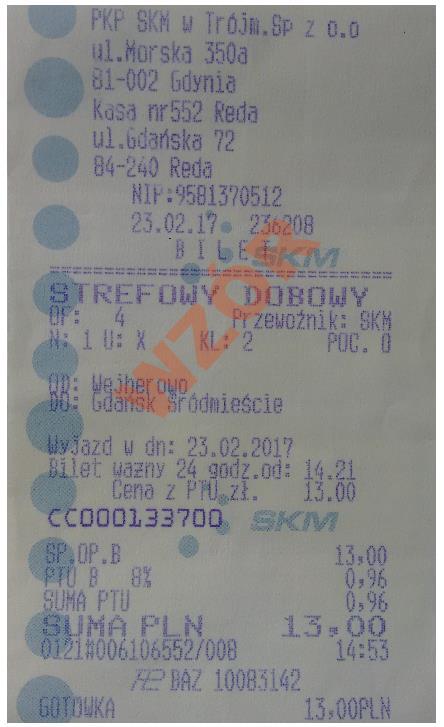 PKP SKM w Trójm.Sp z o.o
ul.Morska 350a
81-002 Gdynia
Kasa nr552 Reda
ul.Gdańska 72
84-240 Reda
NIP:9581370512
23.02.17 236208
BILET
SKM
STREFOWY DOBOWY
OP: 4 Przewoźnik: SKM
N: 1 U: X KL: 2 POC. 0
WZÓR
OD: Wejherowo
DO: Gdańsk Śródmieście
Wyjazd w dn: 23.02.2017
Bilet ważny 24 godz.od: 14.21
Cena z PTU zł. 13.00
CC000133700 SKM
SP.OP.B 13,00
PTU B 8% 0,96
SUMA PTU 0,96
SUMA PLN 13,00
0121#006106552/008 14:53
BAZ 10083142
GOTÓWKA 13,00PLN